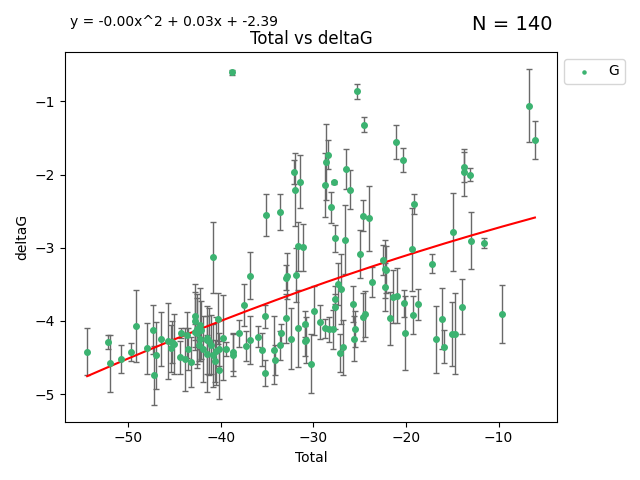 y = -0.00x^2 + 0.03x + -2.39
N = 140
Total vs deltaG
G
deltaG
−1
−2
−3
−4
−5
−50
−40
−30
−20
−10
Total